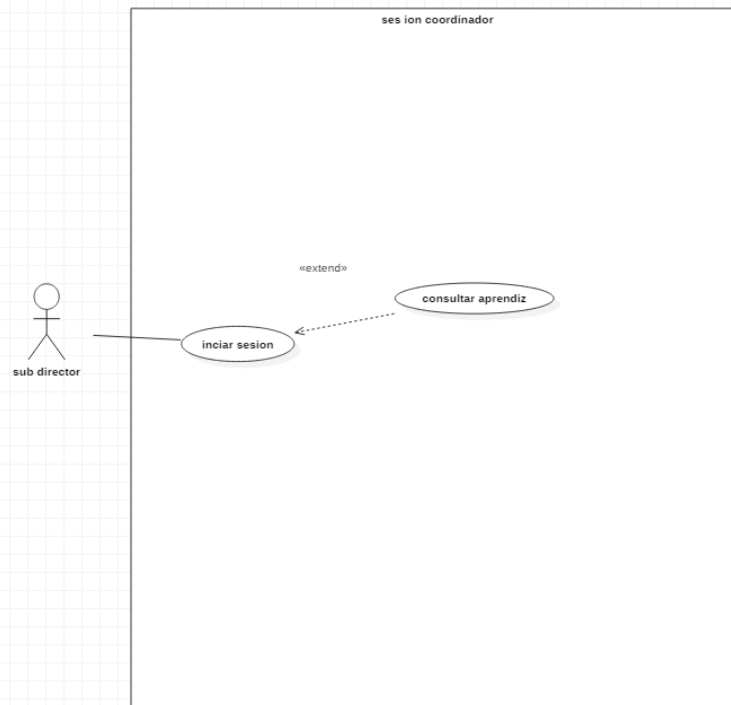 ses ion coordinador
«extend»
consultar aprendiz
inciar sesion
sub director